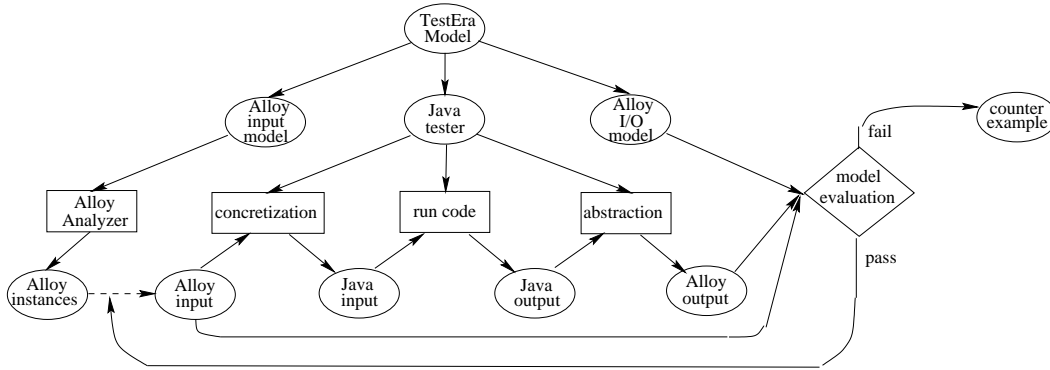 TestEra
Model
Alloy
input
model
Java
tester
Alloy
I/O
model
counter
example
fail
model
evaluation
Alloy
Analyzer
concretization
run code
abstraction
pass
Alloy
instances
Alloy
input
Java
input
Java
output
Alloy
output